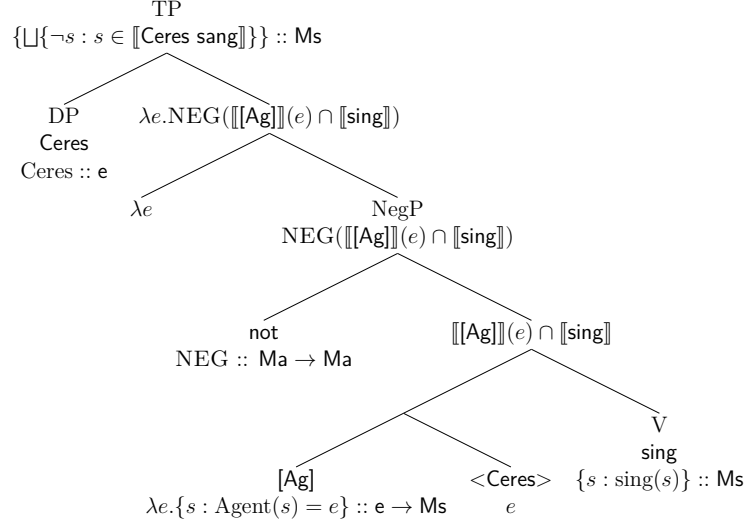 TP
{⨆{¬s : s ∈ ⟦Ceres sang⟧}} :: Ms
DP
Ceres
Ceres :: e
λe.NEG(⟦[Ag]⟧(e) ∩ ⟦sing⟧)
λe
NegP
NEG(⟦[Ag]⟧(e) ∩ ⟦sing⟧)
not
NEG :: Ma → Ma
⟦[Ag]⟧(e) ∩ ⟦sing⟧
[Ag]
λe.{s : Agent(s) = e} :: e → Ms
<Ceres>
e
V
sing
{s : sing(s)} :: Ms